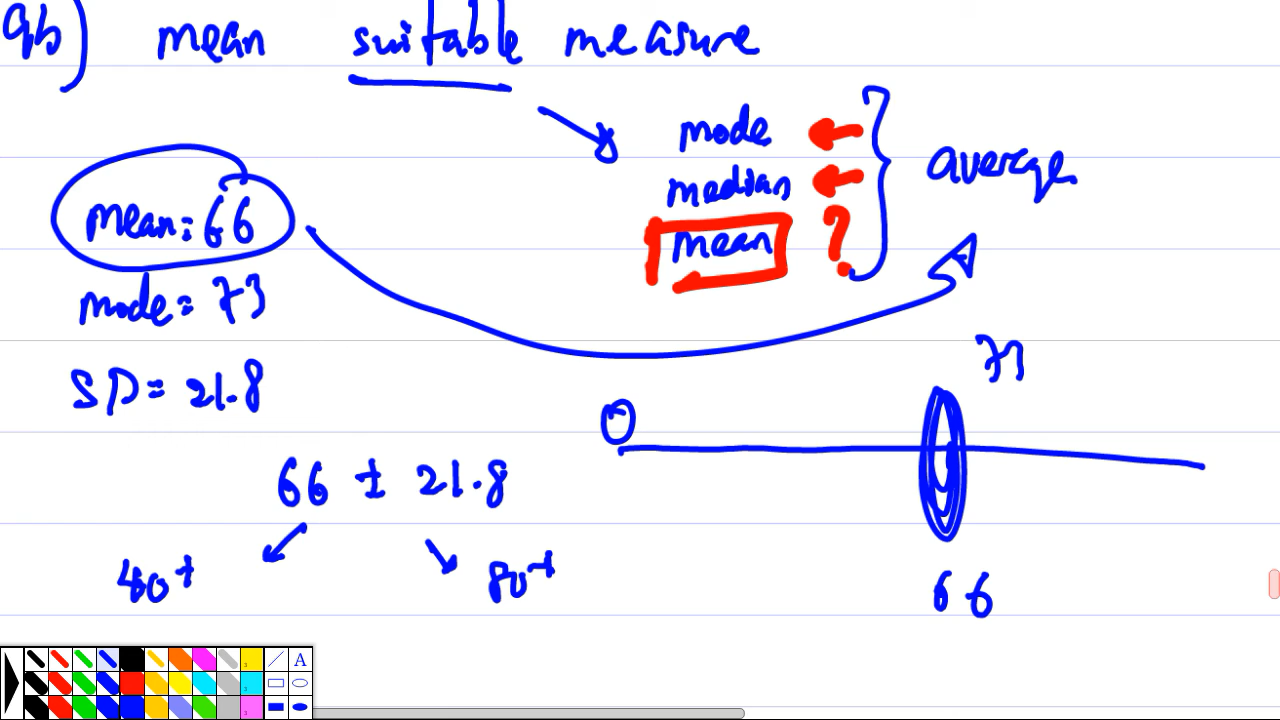 9b) mean suitable measure
mode
median
mean ?
average
mean = 66
mode = 73
SD = 21.8
66 ± 21.8
40+ 80+
0
73
66
A